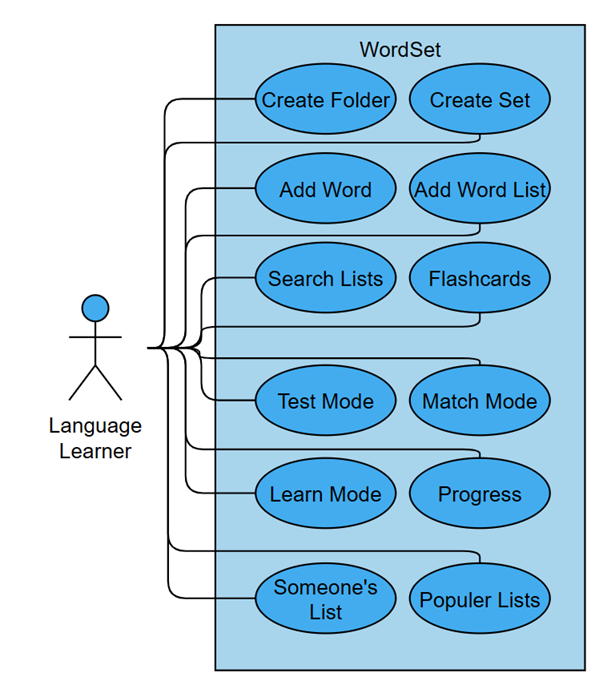 WordSet
Create Folder
Create Set
Add Word
Add Word List
Search Lists
Flashcards
Language
Learner
Test Mode
Match Mode
Learn Mode
Progress
Someone's
List
Populer Lists